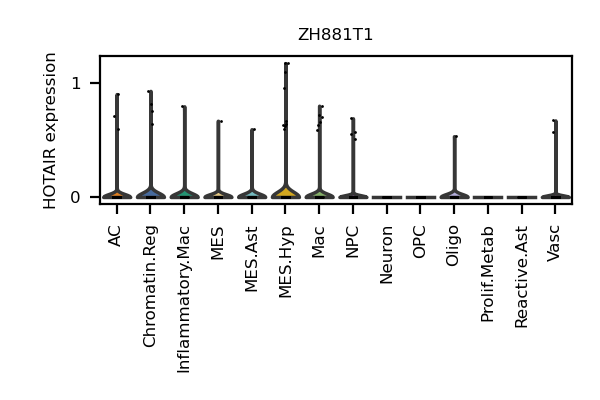 ZH881T1
HOTAIR expression
1
0
AC
Chromatin.Reg
Inflammatory.Mac
MES
MES.Ast
MES.Hyp
Mac
NPC
Neuron
OPC
Oligo
Prolif.Metab
Reactive.Ast
Vasc